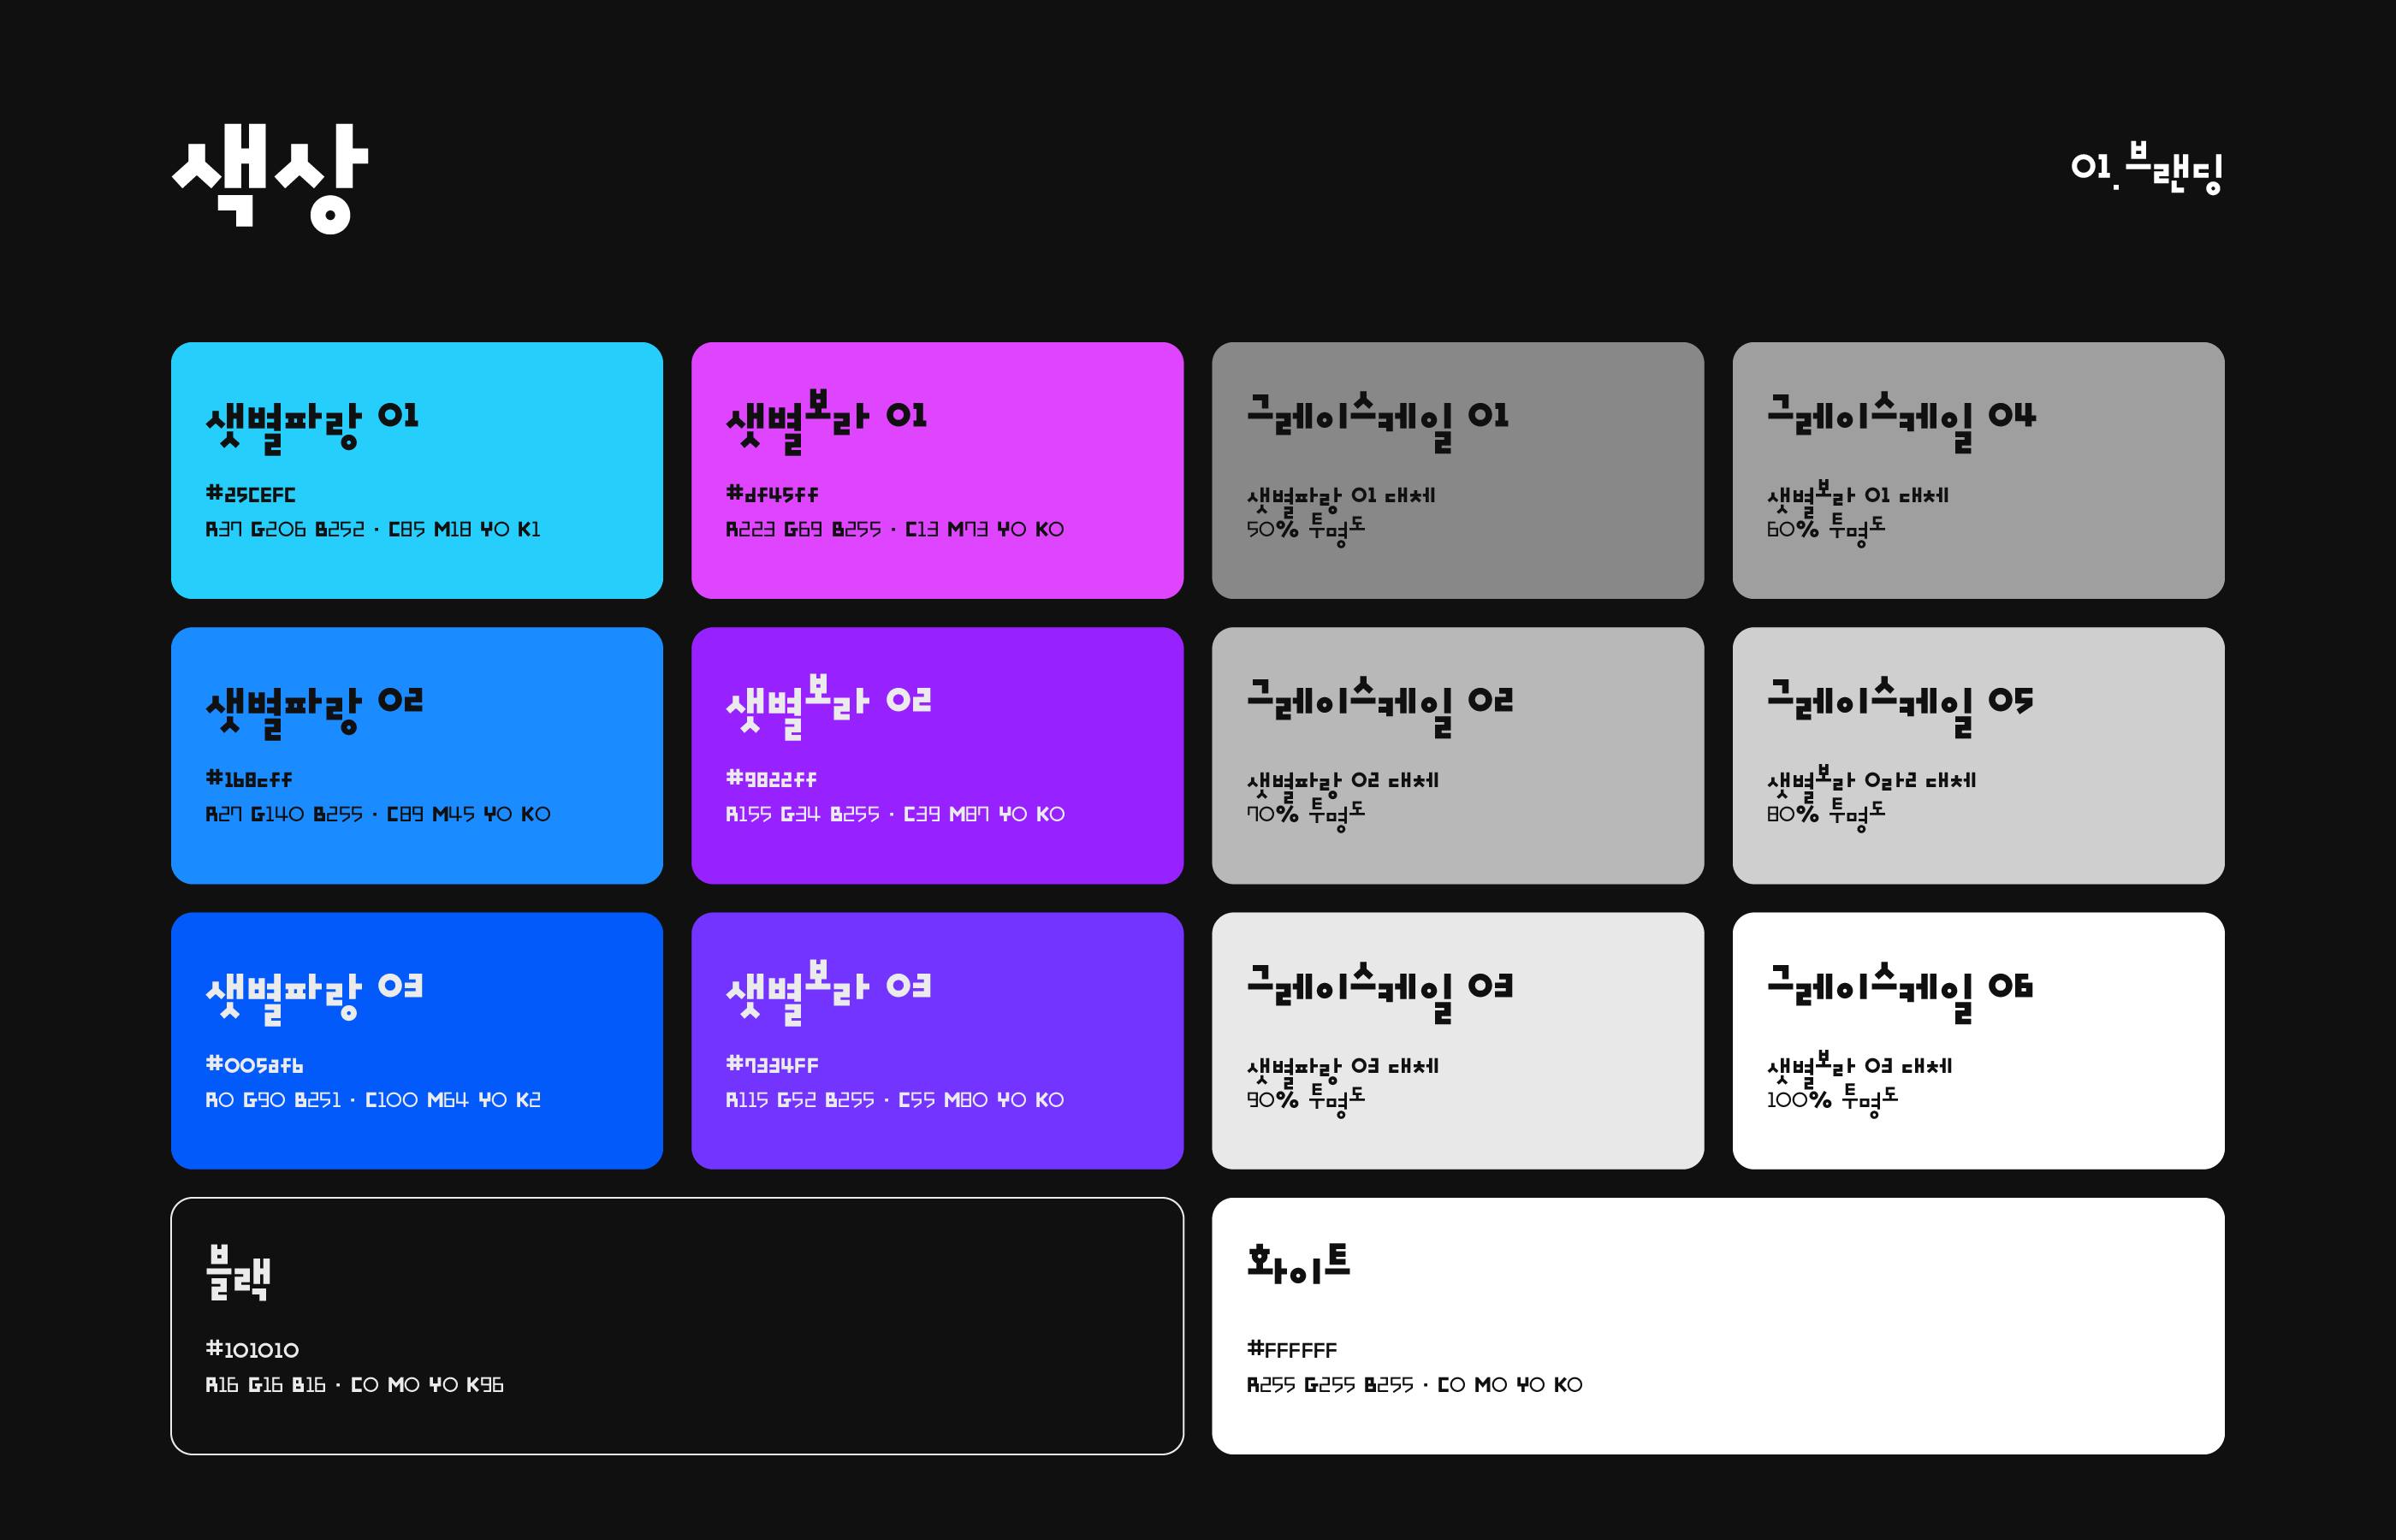 색상
01. 브랜딩
샛별파랑 01
#25CEFC
R37 G206 B252 · C85 M18 Y0 K1
샛별보라 01
#df45ff
R223 G69 B255 · C13 M73 Y0 K0
그레이스케일 01
샛별파랑 01 대체
50% 투명도
그레이스케일 04
샛별보라 01 대체
60% 투명도
샛별파랑 02
#1b8cff
R27 G140 B255 · C89 M45 Y0 K0
샛별보라 02
#9822ff
R155 G34 B255 · C39 M87 Y0 K0
그레이스케일 02
샛별파랑 02 대체
70% 투명도
그레이스케일 05
샛별보라 0라2 대체
80% 투명도
샛별파랑 03
#005afb
R0 G90 B251 · C100 M64 Y0 K2
샛별보라 03
#7334FF
R115 G52 B255 · C55 M80 Y0 K0
그레이스케일 03
샛별파랑 03 대체
90% 투명도
그레이스케일 06
샛별보라 03 대체
100% 투명도
블랙
#101010
R16 G16 B16 · C0 M0 Y0 K96
화이트
#FFFFFF
R255 G255 B255 · C0 M0 Y0 K0